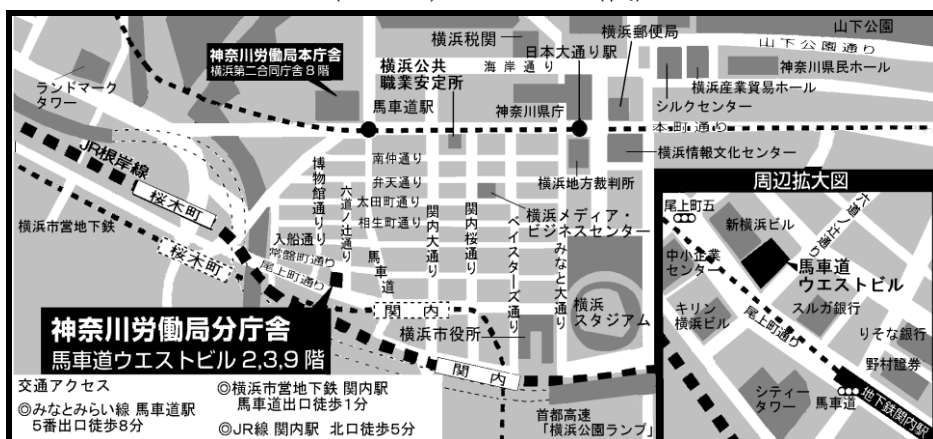 山下公園
山下公園通り
神奈川県民ホール
横浜産業貿易ホール
シルクセンター
横浜郵便局
日本大通り駅
横浜税関
海岸通り
神奈川労働局本庁舎
横浜第二合同庁舎8階
横浜公共
職業安定所
馬車道駅
神奈川県庁
本町通り
ランドマーク
タワー
JR根岸線
桜木町
横浜市営地下鉄
桜木町
博物館通り
六道ノ辻通り
南仲通り
弁天通り
太田町通り
相生町通り
入船通り
常盤町通り
尾上町通り
馬車道
関内大通り
関内桜通り
ベイスターズ通り
みなと大通り
横浜地方裁判所
横浜情報文化センター
横浜メディア・
ビジネスセンター
横浜
スタジアム
関内
横浜市役所
関内
神奈川労働局分庁舎
馬車道ウエストビル 2,3,9 階
首都高速
「横浜公園ランプ」
交通アクセス
◎みなとみらい線 馬車道駅
5番出口徒歩8分
◎横浜市営地下鉄 関内駅
馬車道出口徒歩1分
◎JR線 関内駅 北口徒歩5分
周辺拡大図
尾上町五
新横浜ビル
六道ノ辻通り
中小企業
センター
馬車道
ウエストビル
スルガ銀行
キリン
横浜ビル
尾上町通り
りそな銀行
野村證券
シティー
タワー
馬車道
地下鉄関内駅